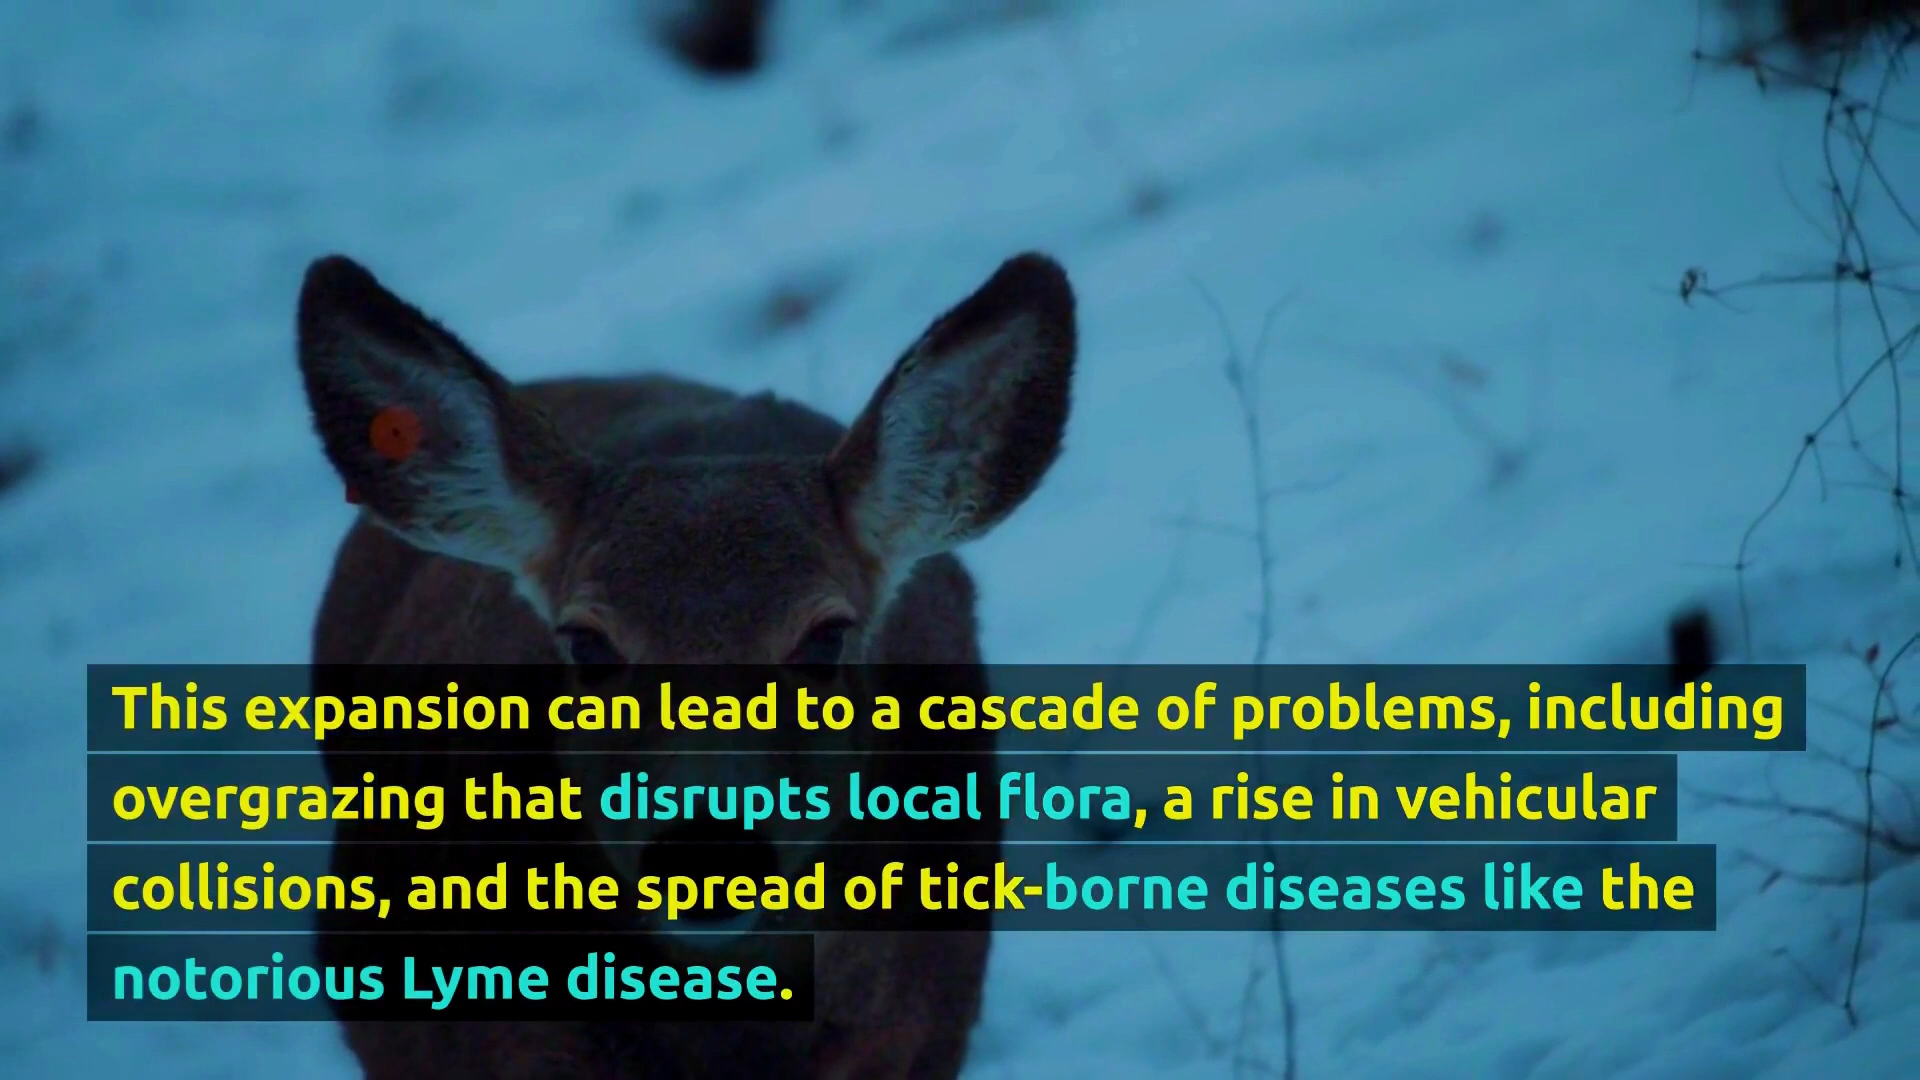 This expansion can lead to a cascade of problems, including
overgrazing that disrupts local flora, a rise in vehicular
collisions, and the spread of tick-borne diseases like the
notorious Lyme disease.